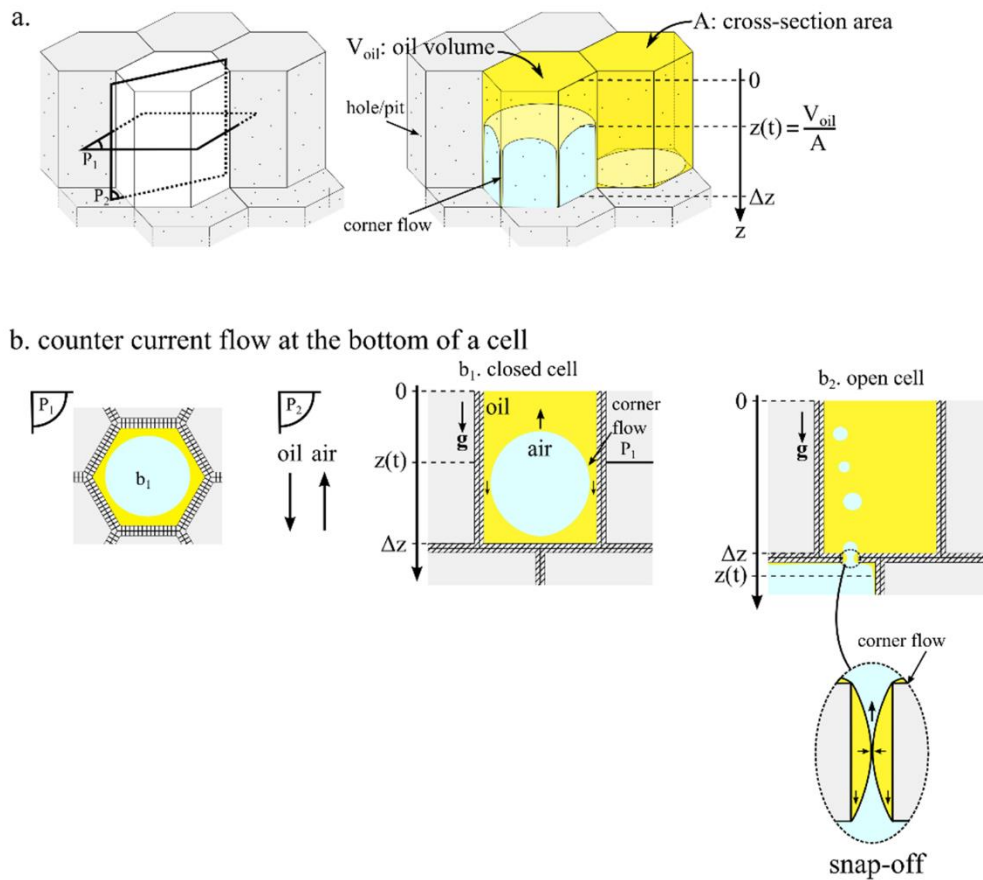 a.
A: cross-section area
V_oil: oil volume
0
hole/pit
z(t) = V_oil / A
P₁
P₂
Δz
corner flow
z
b. counter current flow at the bottom of a cell
b₁. closed cell
b₂. open cell
P₁
P₂
0
oil
corner flow
g
air
P₁
0
g
oil air
b₁
z(t)
Δz
Δz
z(t)
corner flow
snap-off